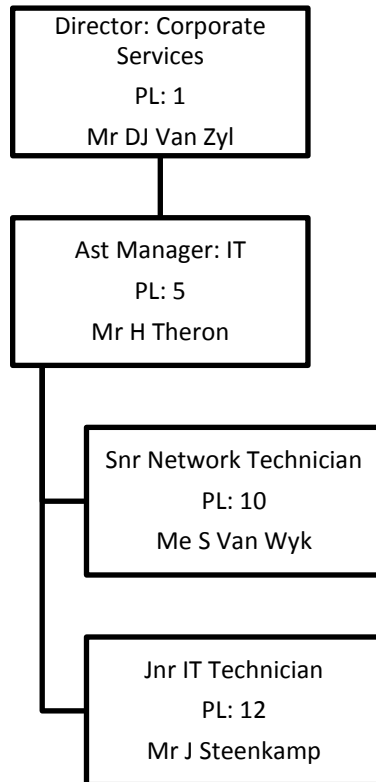 Director: Corporate
Services
PL: 1
Mr DJ Van Zyl
Ast Manager: IT
PL: 5
Mr H Theron
Snr Network Technician
PL: 10
Me S Van Wyk
Jnr IT Technician
PL: 12
Mr J Steenkamp